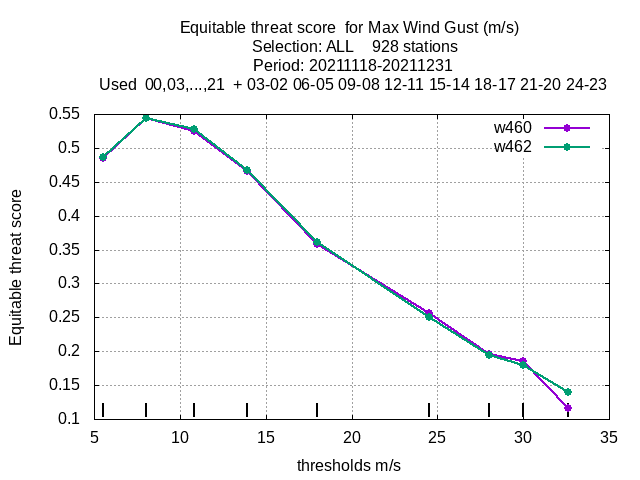 Equitable threat score  for Max Wind Gust (m/s)
Selection: ALL    928 stations
Period: 20211118-20211231
Used  00,03,...,21  + 03-02 06-05 09-08 12-11 15-14 18-17 21-20 24-23
w460
w462
0.55
0.5
0.45
0.4
0.35
0.3
0.25
0.2
0.15
0.1
Equitable threat score
5 10 15 20 25 30 35
thresholds m/s